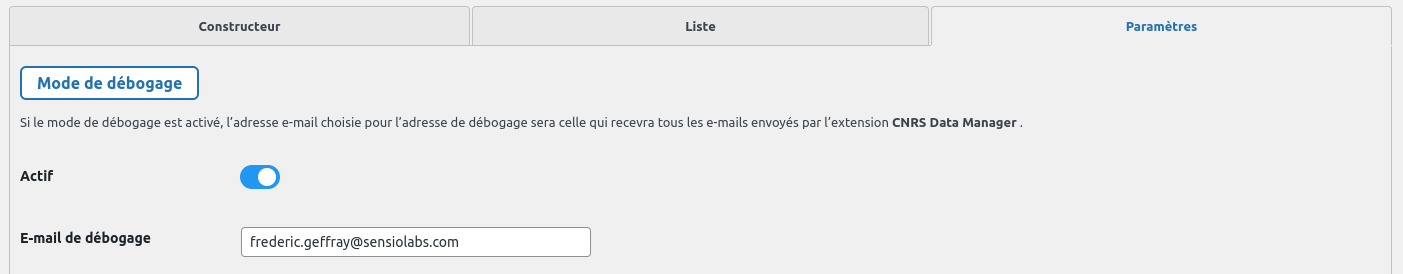 Constructeur
Liste
Paramètres
Mode de débogage
Si le mode de débogage est activé, l’adresse e-mail choisie pour l’adresse de débogage sera celle qui recevra tous les e-mails envoyés par l’extension CNRS Data Manager .
Actif
E-mail de débogage
frederic.geffray@sensiolabs.com